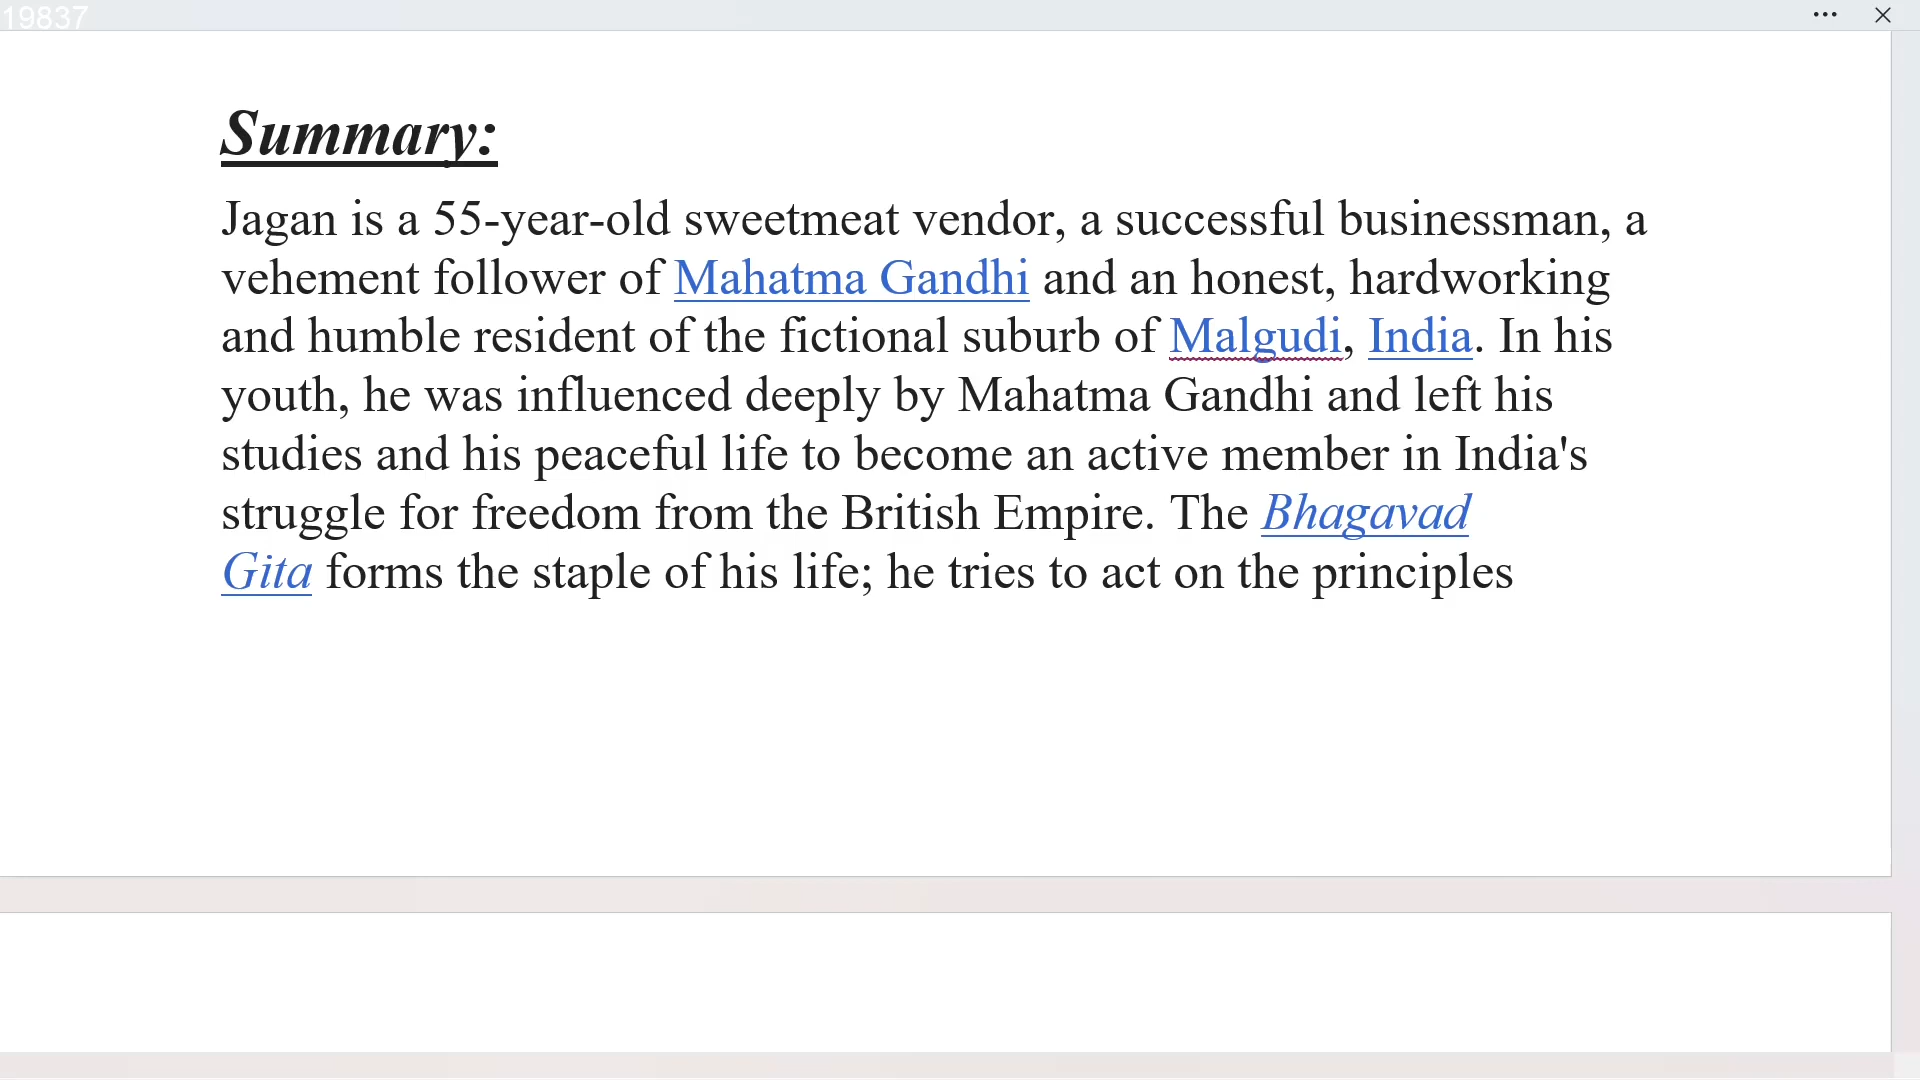 19837
Summary:
Jagan is a 55-year-old sweetmeat vendor, a successful businessman, a
vehement follower of Mahatma Gandhi and an honest, hardworking
and humble resident of the fictional suburb of Malgudi, India. In his
youth, he was influenced deeply by Mahatma Gandhi and left his
studies and his peaceful life to become an active member in India's
struggle for freedom from the British Empire. The Bhagavad
Gita forms the staple of his life; he tries to act on the principles